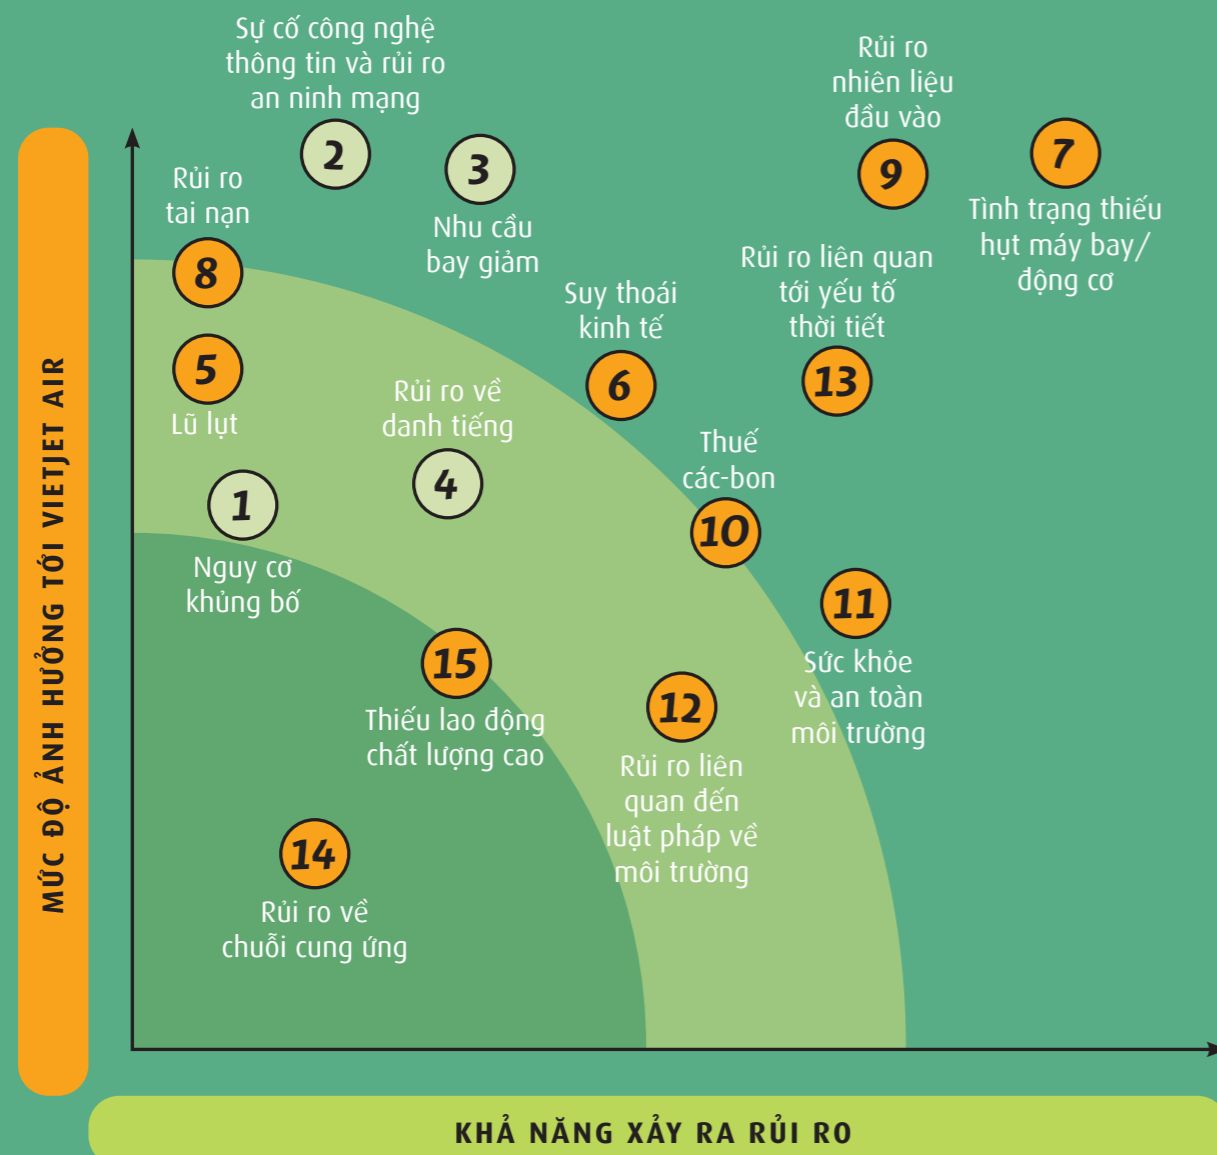 Sự cố công nghệ
thông tin và rủi ro
an ninh mạng
2
3
Nhu cầu
bay giảm
Rủi ro
nhiên liệu
đầu vào
9
7
Tình trạng thiếu
hụt máy bay/
động cơ
Rủi ro
tai nạn
8
5
Lũ lụt
Suy thoái
kinh tế
6
Rủi ro liên quan
tới yếu tố
thời tiết
13
Rủi ro về
danh tiếng
4
1
Nguy cơ
khủng bố
Thuế
các-bon
10
11
Sức khỏe
và an toàn
môi trường
15
Thiếu lao động
chất lượng cao
12
Rủi ro liên
quan đến
luật pháp về
môi trường
14
Rủi ro về
chuỗi cung ứng
MỨC ĐỘ ẢNH HƯỞNG TỚI VIETJET AIR
KHẢ NĂNG XẢY RA RỦI RO